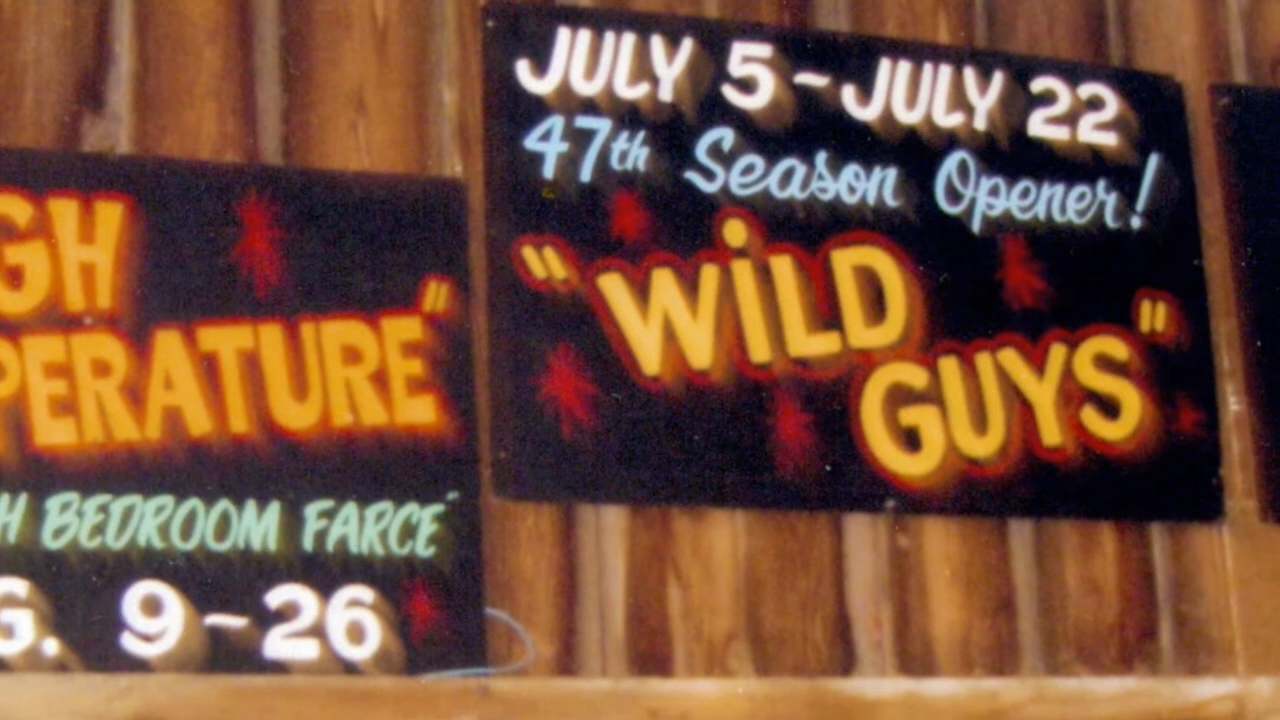 GH
PERATURE"
H BEDROOM FARCE"
G. 9-26
JULY 5-JULY 22
47th Season Opener!
"WiLD
GUYS"